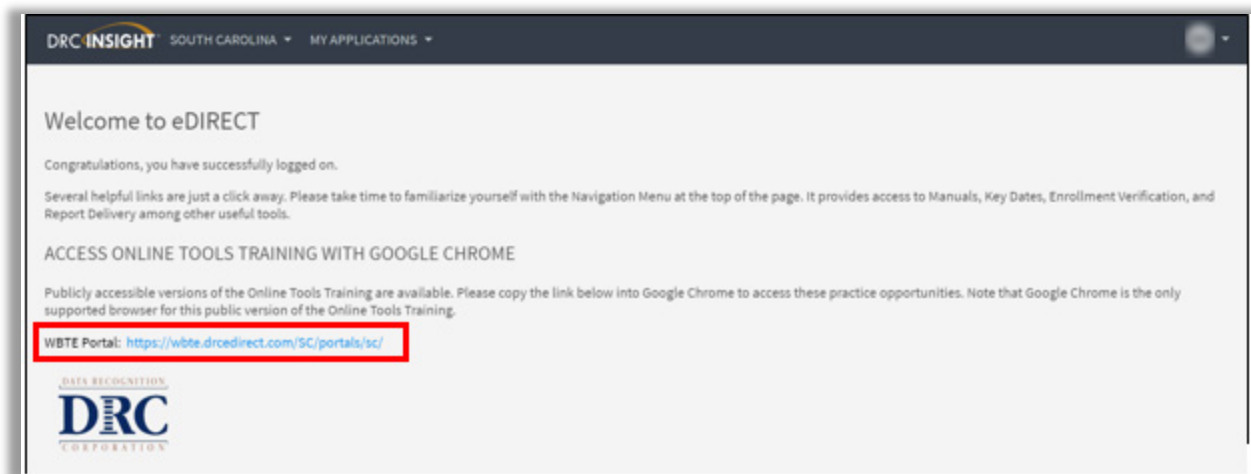 DRC INSIGHT SOUTH CAROLINA MY APPLICATIONS
Welcome to eDIRECT
Congratulations, you have successfully logged on.
Several helpful links are just a click away. Please take time to familiarize yourself with the Navigation Menu at the top of the page. It provides access to Manuals, Key Dates, Enrollment Verification, and
Report Delivery among other useful tools.
ACCESS ONLINE TOOLS TRAINING WITH GOOGLE CHROME
Publicly accessible versions of the Online Tools Training are available. Please copy the link below into Google Chrome to access these practice opportunities. Note that Google Chrome is the only
supported browser for this public version of the Online Tools Training.
WBTE Portal: https://wbte.drcedirect.com/SC/portals/sc/
DATA RECOGNITION
DRC
CORPORATION